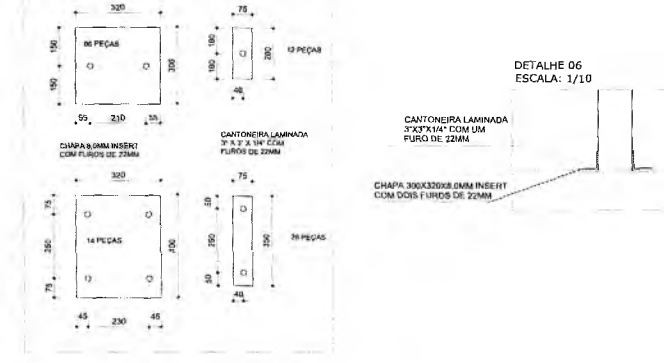 320
75
150
150
06 PEÇAS
300
180
180
280
12 PEÇAS
55 210 55
40
CHAPA 8,0MM INSERT
COM FUROS DE 22MM
CANTONEIRA LAMINADA
3" X 3" X 1/4" COM
FUROS DE 22MM
320
75
75
250
75
14 PEÇAS
50
250
50
350
28 PEÇAS
45 230 45
40
DETALHE 06
ESCALA: 1/10
CANTONEIRA LAMINADA
3"X3"X1/4" COM UM
FURO DE 22MM
CHAPA 300X320X8,0MM INSERT
COM DOIS FUROS DE 22MM